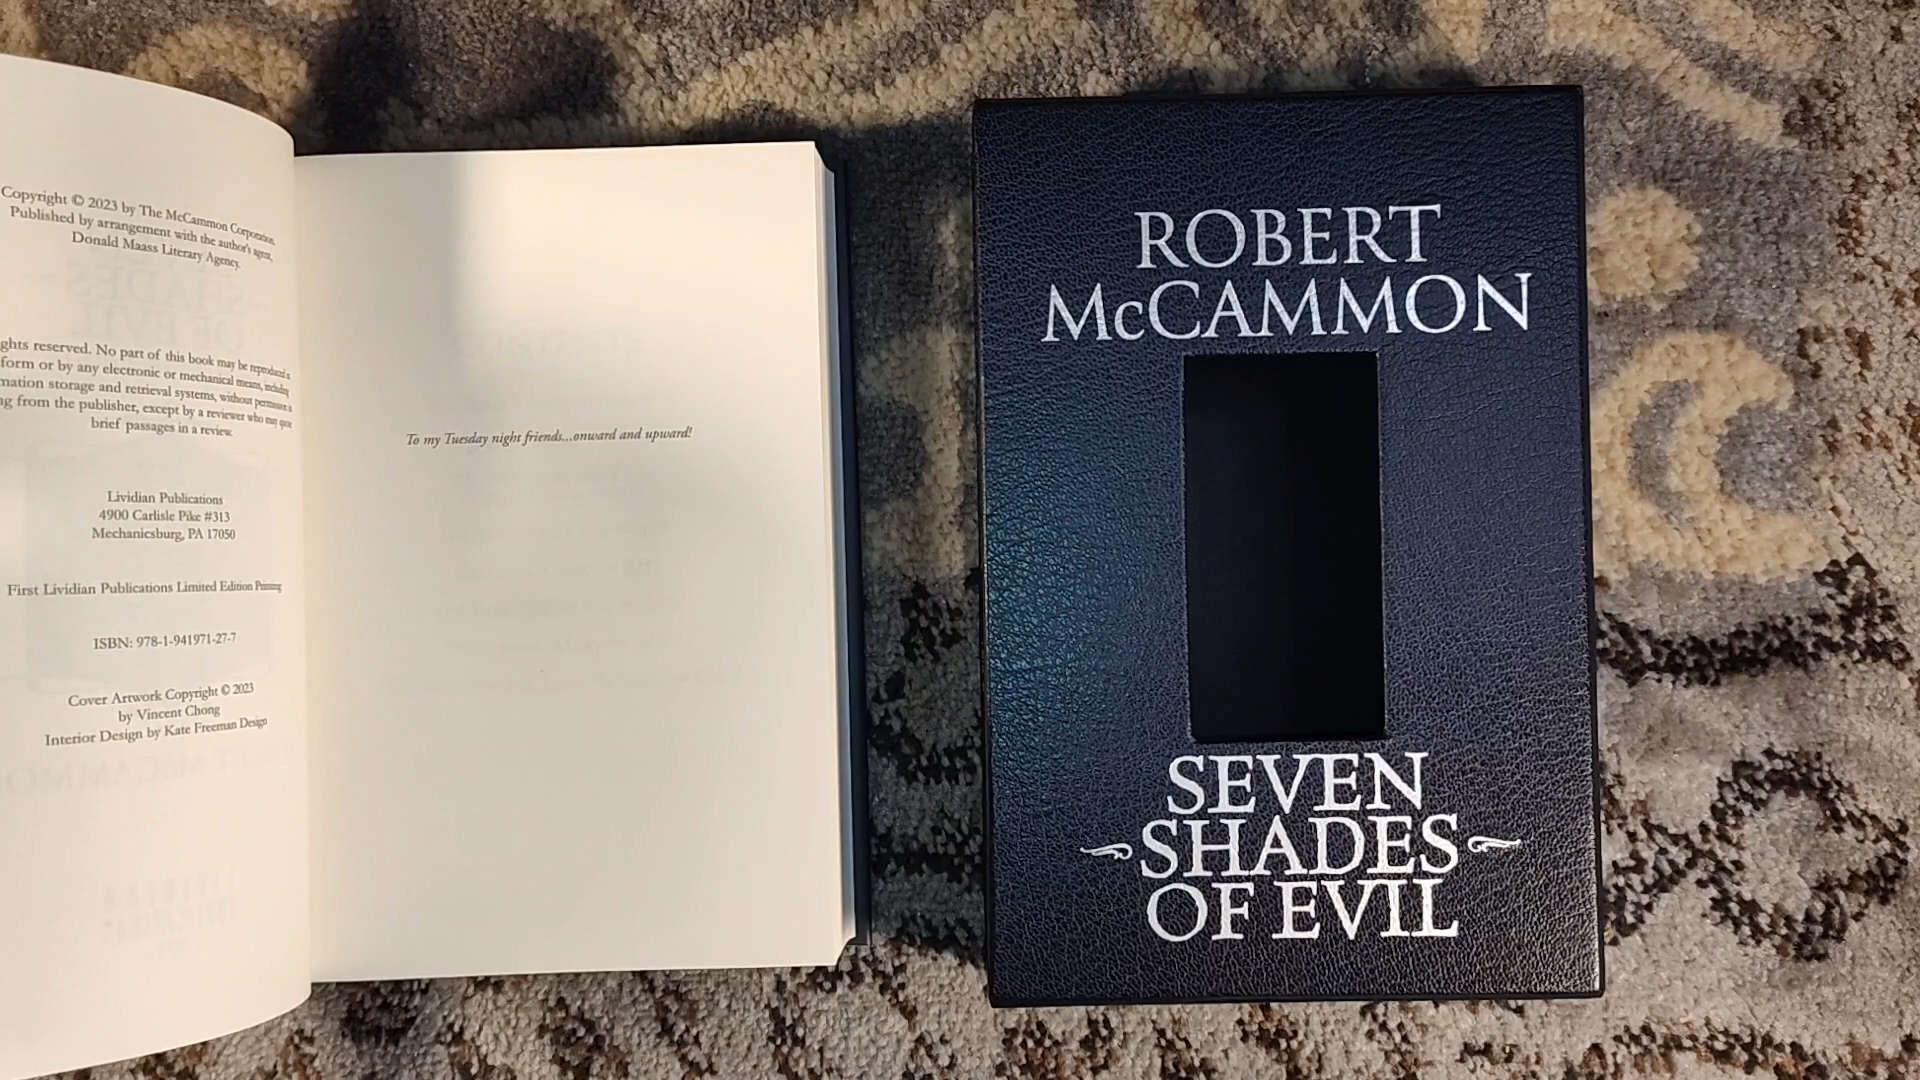 Copyright © 2023 by The McCammon Corporation
Published by arrangement with the author's agent,
Donald Maass Literary Agency.
ghts reserved. No part of this book may be reproduced
form or by any electronic or mechanical means, including
mation storage and retrieval systems, without
ng from the publisher, except by a reviewer who may quote
brief passages in a review.
Lividian Publications
4900 Carlisle Pike #313
Mechanicsburg, PA 17050
First Lividian Publications Limited Edition Printing
ISBN: 978-1-941971-27-7
Cover Artwork Copyright © 2023
by Vincent Chong
Interior Design by Kate Freeman Design
To my Tuesday night friends...onward and upward!
ROBERT
McCAMMON
SEVEN
SHADES
OF EVIL